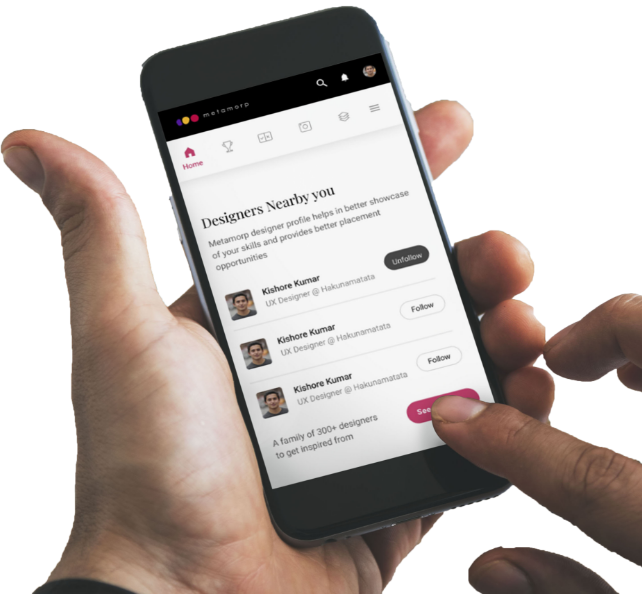 metamorp
Home
Designers Nearby you
Metamorp designer profile helps in better showcase
of your skills and provides better placement
opportunities
Kishore Kumar
UX Designer @ Hakunamatata
Unfollow
Kishore Kumar
UX Designer @ Hakunamatata
Follow
Kishore Kumar
UX Designer @ Hakunamatata
Follow
A family of 300+ designers
to get inspired from
See